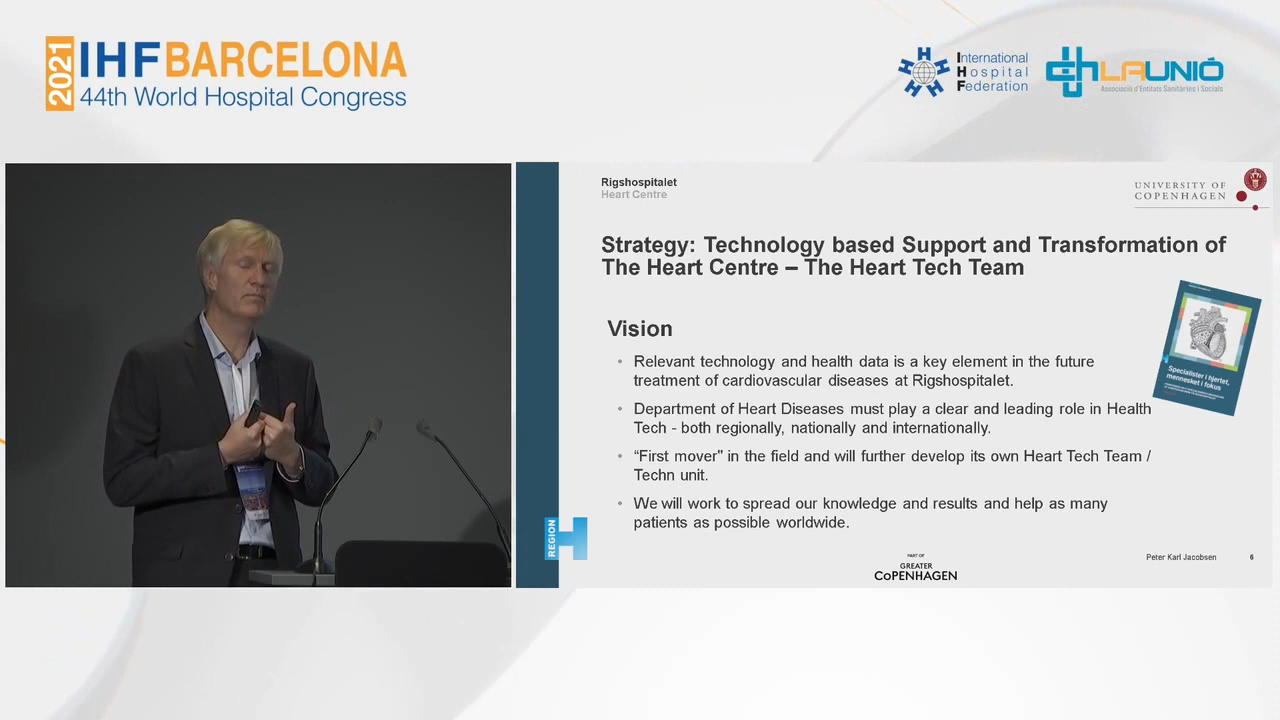 2021
IHF BARCELONA
44th World Hospital Congress
International
Hospital
Federation
LAUNIÓ
Associació d'Entitats Sanitàries i Socials
Rigshospitalet
Heart Centre
UNIVERSITY OF
COPENHAGEN
Strategy: Technology based Support and Transformation of
The Heart Centre – The Heart Tech Team
Vision
• Relevant technology and health data is a key element in the future
treatment of cardiovascular diseases at Rigshospitalet.
• Department of Heart Diseases must play a clear and leading role in Health
Tech - both regionally, nationally and internationally.
• “First mover" in the field and will further develop its own Heart Tech Team /
Techn unit.
• We will work to spread our knowledge and results and help as many
patients as possible worldwide.
Specialister i hjertet,
mennesket i fokus
REGION
PART OF
GREATER
COPENHAGEN
Peter Karl Jacobsen
6